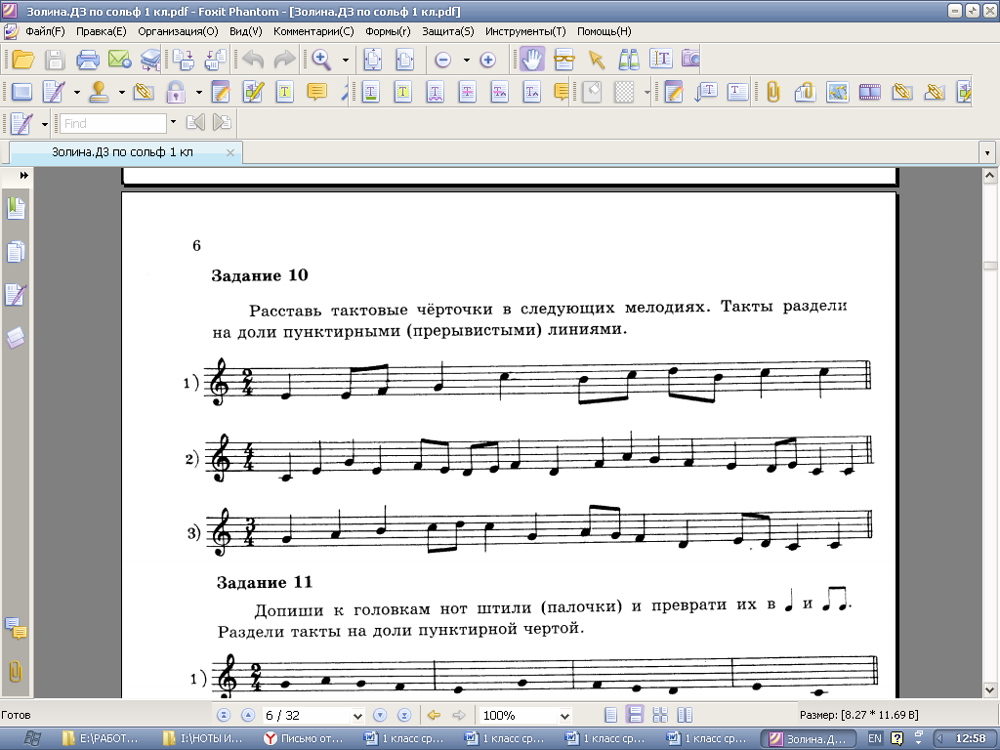 Золина.ДЗ по сольф 1 кл.pdf - Foxit Phantom - [Золина.ДЗ по сольф 1 кл.pdf]
Файл(F) Правка(E) Организация(O) Вид(V) Комментарии(C) Формы(r) Защита(S) Инструменты(T) Помощь(H)
Find
Золина.ДЗ по сольф 1 кл
6
Задание 10
Расставь тактовые чёрточки в следующих мелодиях. Такты раздели
на доли пунктирными (прерывистыми) линиями.
1) 2 4
2) 4 4
3) 3 4
Задание 11
Допиши к головкам нот штили (палочки) и преврати их в и .
Раздели такты на доли пунктирной чертой.
1) 2 4
Готов 6 / 32 100% Размер: [8.27 * 11.69 В]
E:\РАБОТ... I:\НОТЫ И... Письмо от... 1 класс ср... 1 класс ср... 1 класс ср... 1 класс ср... Золина.Д... EN 12:58